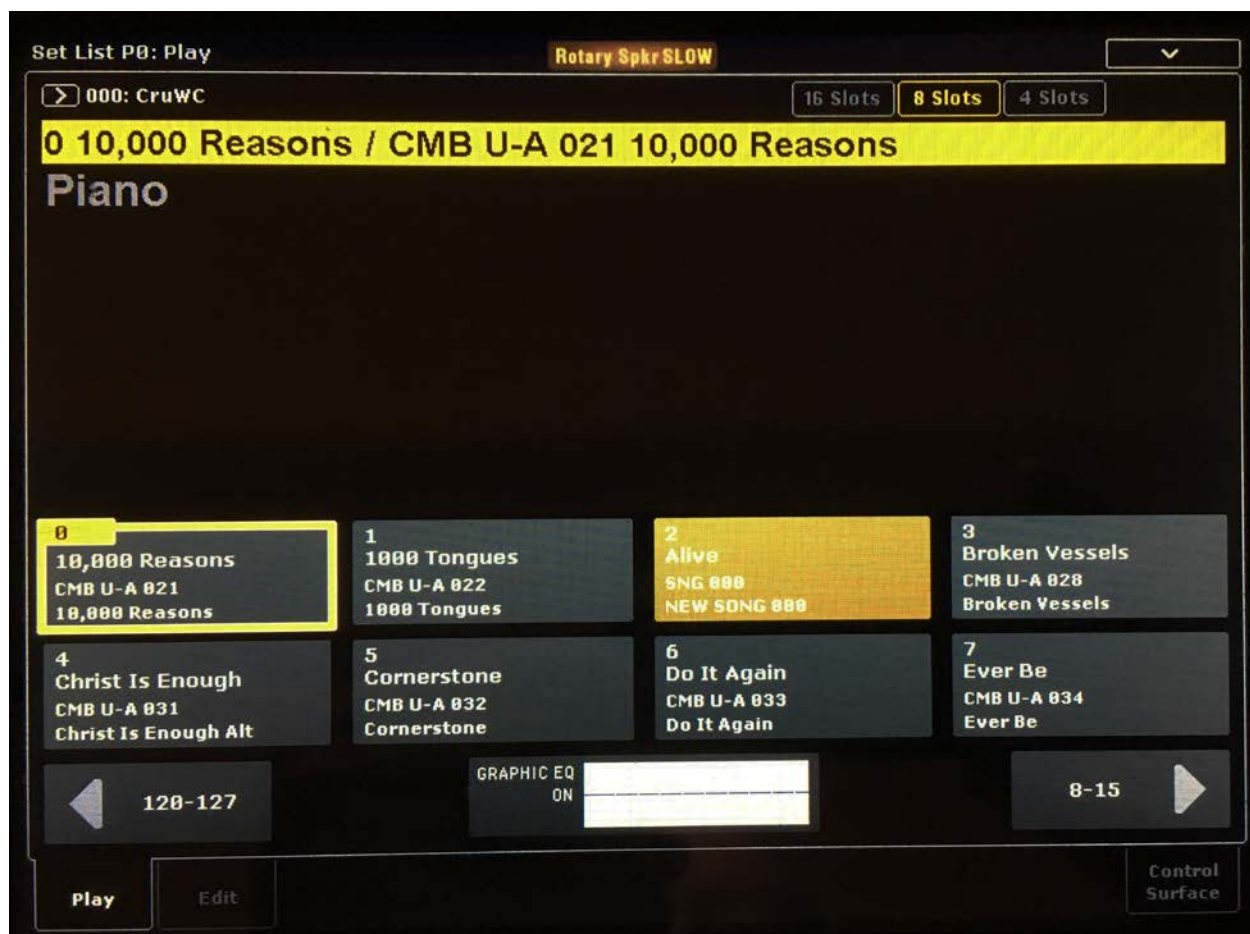 Set List P0: Play
Rotary Spkr SLOW
000: CruWC
16 Slots
8 Slots
4 Slots
0 10,000 Reasons / CMB U-A 021 10,000 Reasons
Piano
0
10,000 Reasons
CMB U-A 021
10,000 Reasons
1
1000 Tongues
CMB U-A 022
1000 Tongues
2
Alive
SNG 000
NEW SONG 000
3
Broken Vessels
CMB U-A 028
Broken Vessels
4
Christ Is Enough
CMB U-A 031
Christ Is Enough Alt
5
Cornerstone
CMB U-A 032
Cornerstone
6
Do It Again
CMB U-A 033
Do It Again
7
Ever Be
CMB U-A 034
Ever Be
120-127
GRAPHIC EQ
ON
8-15
Play
Edit
Control
Surface